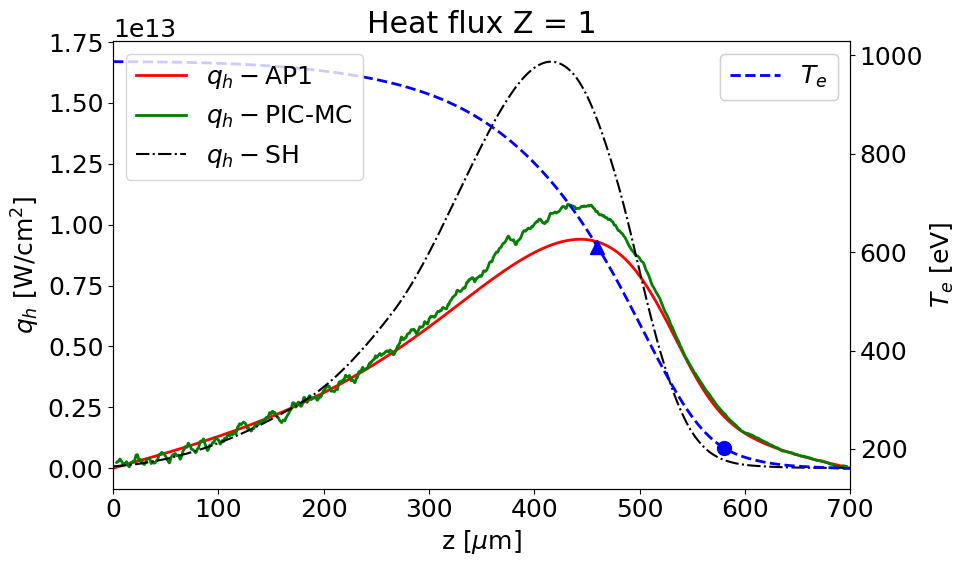 Heat flux Z = 1
1e13
1.75
1.50
1.25
1.00
0.75
0.50
0.25
0.00
q_h [W/cm²]
q_h − AP1
q_h − PIC-MC
q_h − SH
T_e
1000
800
600
400
200
T_e [eV]
0 100 200 300 400 500 600 700
z [μm]